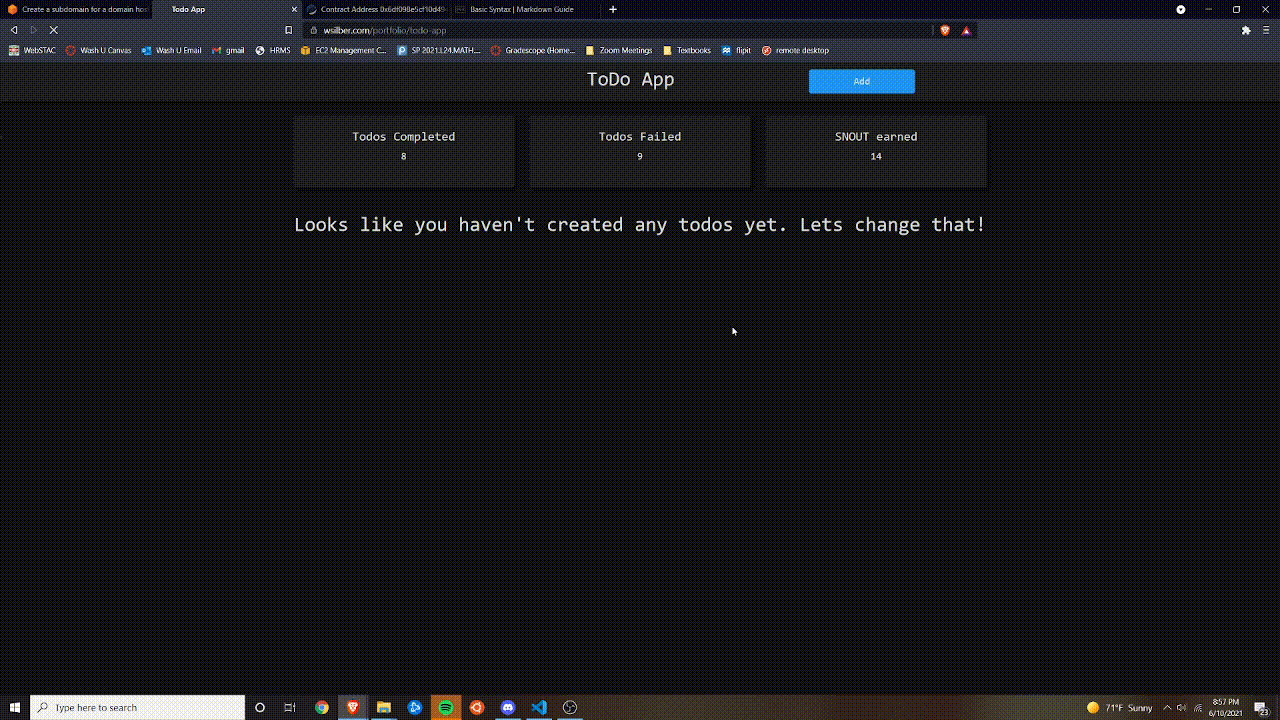 Create a subdomain for a domain hos
Todo App
Contract Address 0x6df098e5cf10d49
Basic Syntax | Markdown Guide
wsilber.com/portfolio/todo-app
WebSTAC
Wash U Canvas
Wash U Email
gmail
HRMS
EC2 Management C...
SP 2021.L24.MATH....
Gradescope (Home...
Zoom Meetings
Textbooks
flipit
remote desktop
ToDo App
Add
Todos Completed
8
Todos Failed
9
SNOUT earned
14
Looks like you haven't created any todos yet. Lets change that!
Type here to search
71°F Sunny
8:57 PM
6/10/2021
23